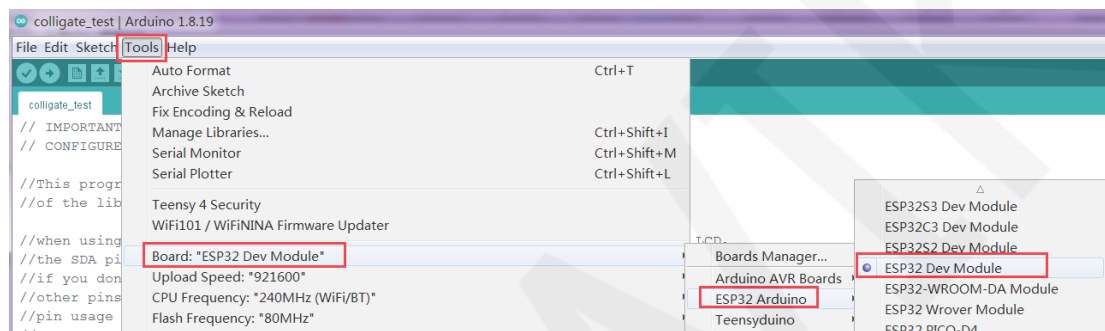 colligate_test | Arduino 1.8.19
File Edit Sketch Tools Help
colligate_test
Auto Format Ctrl+T
Archive Sketch
Fix Encoding & Reload
Manage Libraries... Ctrl+Shift+I
Serial Monitor Ctrl+Shift+M
Serial Plotter Ctrl+Shift+L
Teensy 4 Security
WiFi101 / WiFiNINA Firmware Updater
Board: "ESP32 Dev Module"
Upload Speed: "921600"
CPU Frequency: "240MHz (WiFi/BT)"
Flash Frequency: "80MHz"
// IMPORTANT
// CONFIGURE
//This progr
//of the lib
//when using
//the SDA pi
//if you don
//other pins
//pin usage
Boards Manager...
Arduino AVR Boards
ESP32 Arduino
Teensyduino
ESP32S3 Dev Module
ESP32C3 Dev Module
ESP32S2 Dev Module
ESP32 Dev Module
ESP32-WROOM-DA Module
ESP32 Wrover Module
ESP32 PICO-D4